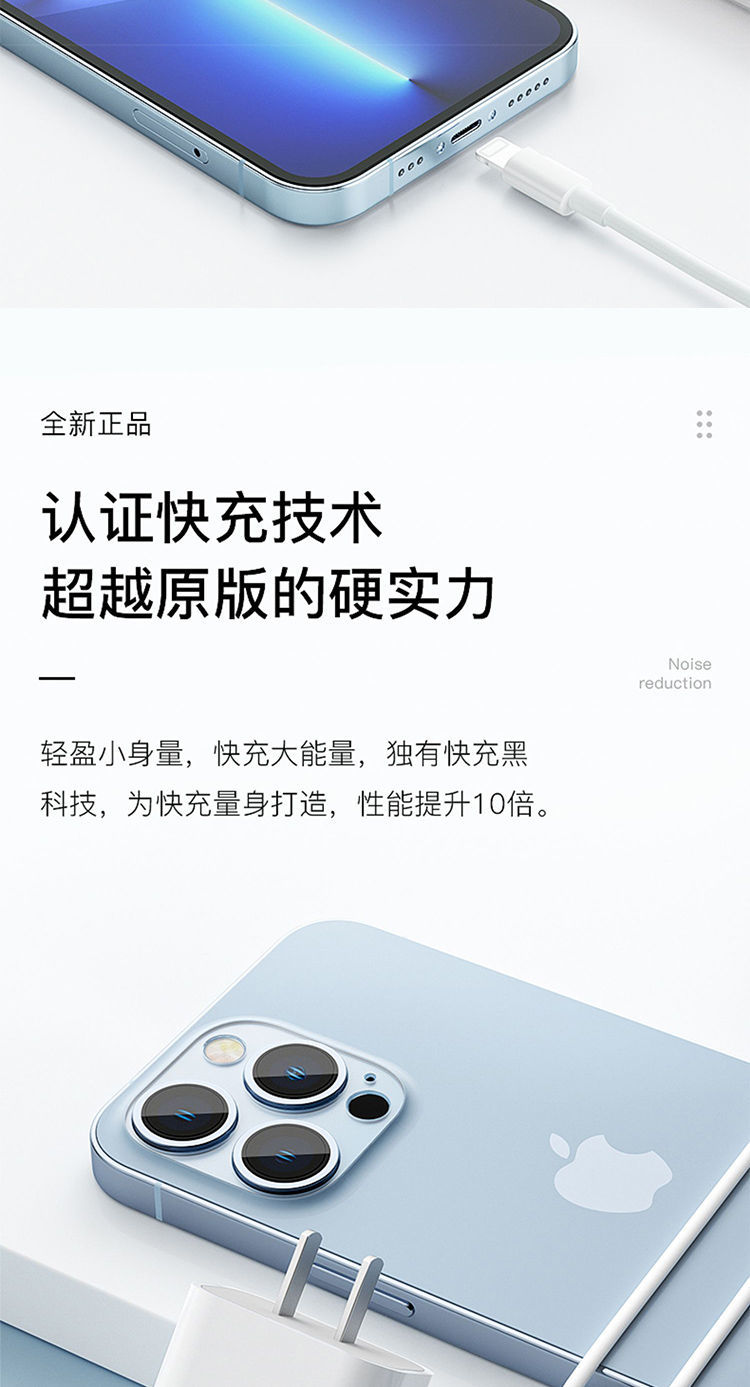 全新正品
认证快充技术
超越原版的硬实力
Noise
reduction
轻盈小身量，快充大能量，独有快充黑
科技，为快充量身打造，性能提升10倍。